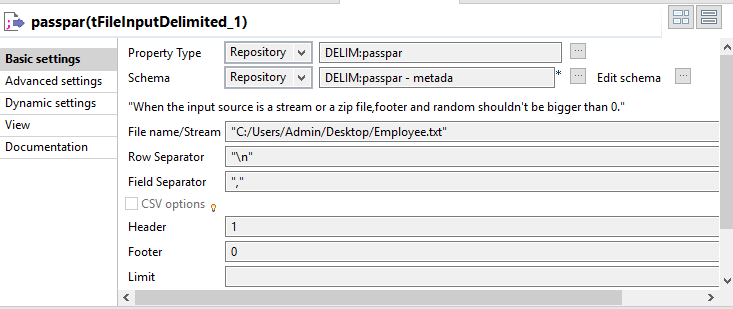 passpar(tFileInputDelimited_1)
Basic settings
Advanced settings
Dynamic settings
View
Documentation
Property Type Repository DELIM:passpar ...
Schema Repository DELIM:passpar - metada * ... Edit schema ...
"When the input source is a stream or a zip file,footer and random shouldn't be bigger than 0."
File name/Stream "C:/Users/Admin/Desktop/Employee.txt"
Row Separator "\n"
Field Separator ","
CSV options
Header 1
Footer 0
Limit